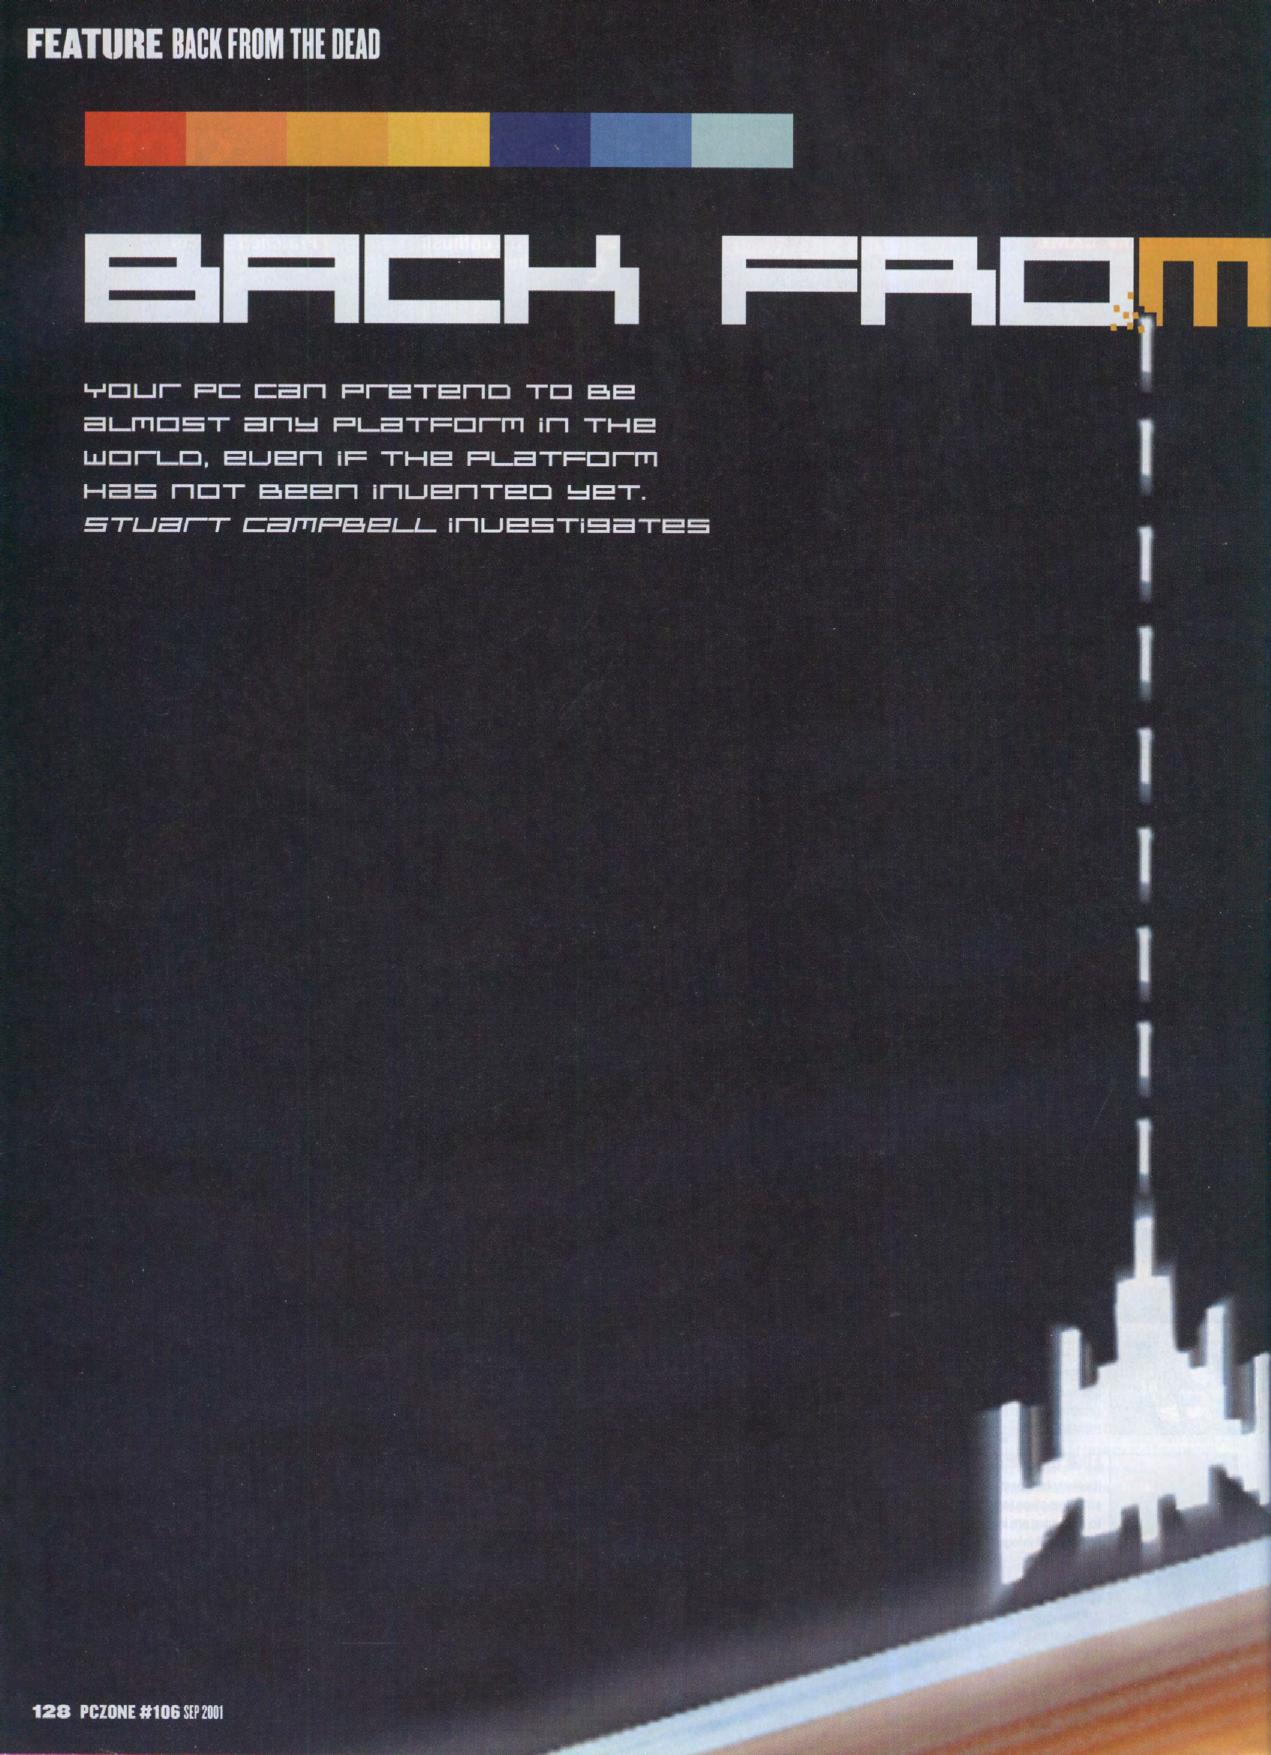 FEATURE BACK FROM THE DEAD
BACK FROM
YOUR PC CAN PRETEND TO BE
ALMOST ANY PLATFORM IN THE
WORLD, EVEN IF THE PLATFORM
HAS NOT BEEN INVENTED YET.
STUART CAMPBELL INVESTIGATES
128 PCZONE #106 SEP 2001